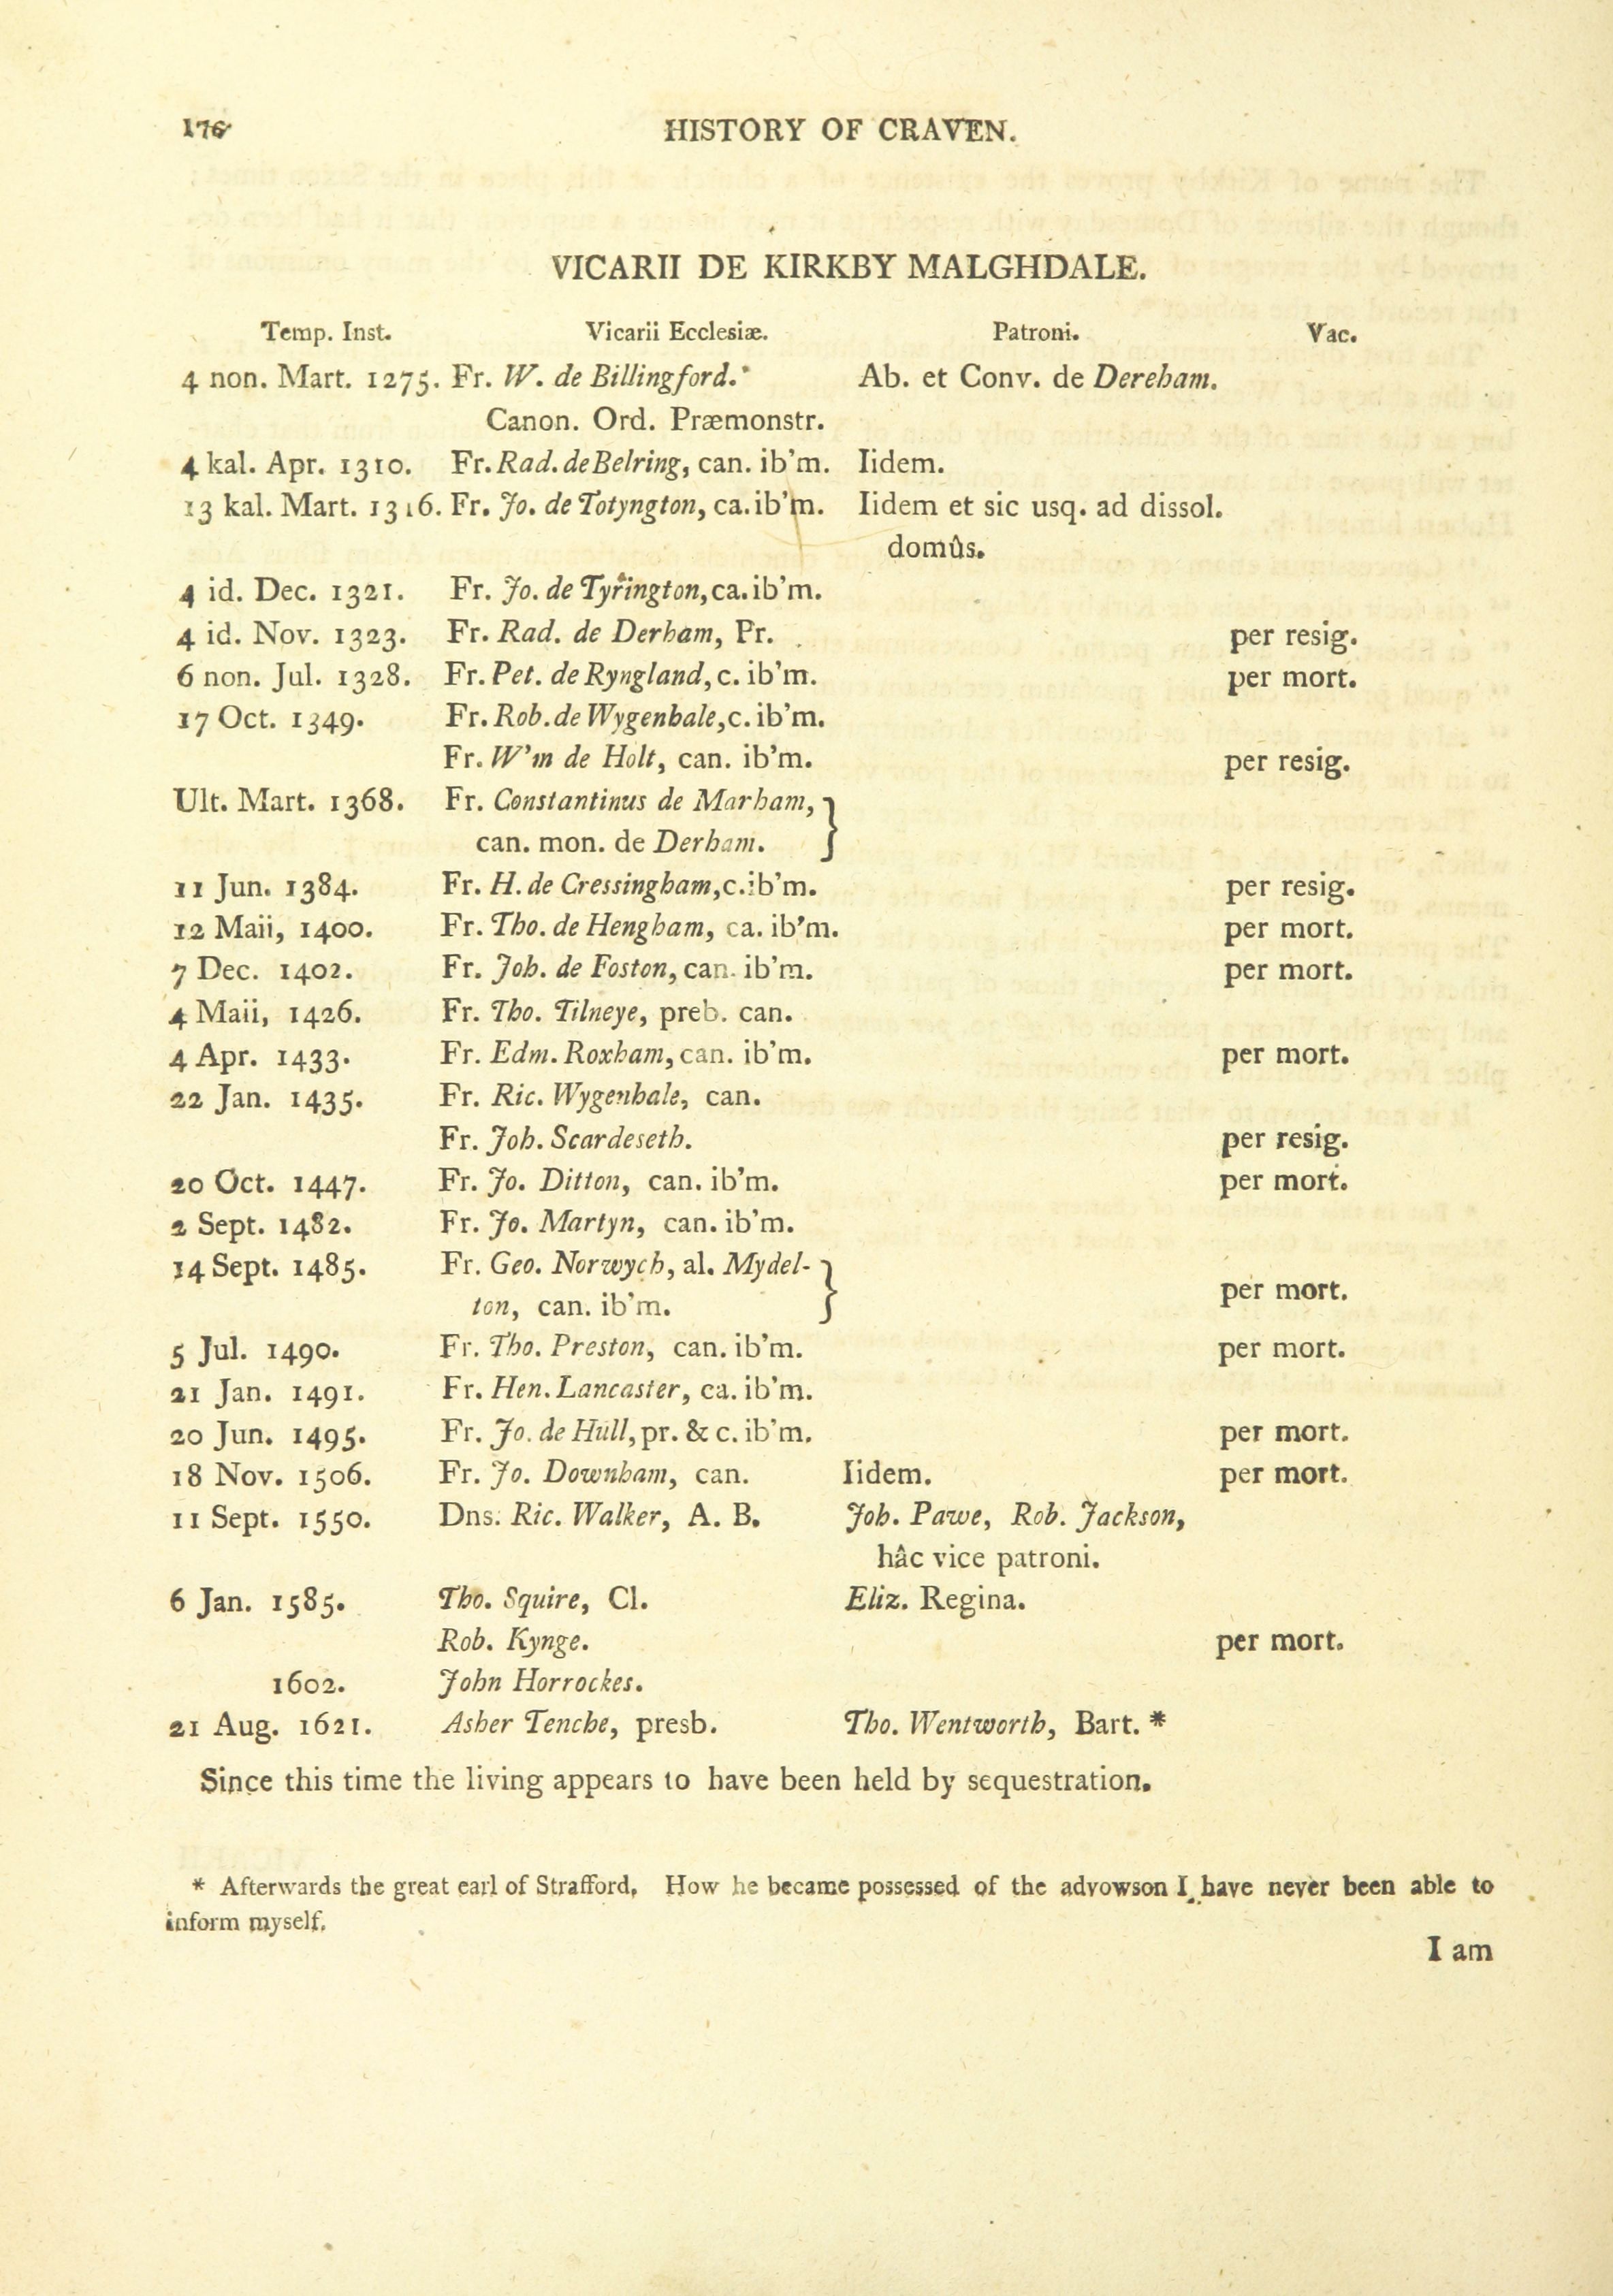 176
HISTORY OF CRAVEN.
VICARII DE KIRKBY MALGHDALE.
Temp. Inst. Vicarii Ecclesiæ. Patroni. Vac.
4 non. Mart. 1275. Fr. W. de Billingford. Ab. et Conv. de Dereham.
Canon. Ord. Præmonstr.
4 kal. Apr. 1310. Fr. Rad. de Belring, can. ib'm. Iidem.
13 kal. Mart. 1316. Fr. Jo. de Totyngton, ca. ib'm. Iidem et sic usq. ad dissol.
domûs.
4 id. Dec. 1321. Fr. Jo. de Tyrington, ca. ib'm.
4 id. Nov. 1323. Fr. Rad. de Derham, Pr. per resig.
6 non. Jul. 1328. Fr. Pet. de Ryngland, c. ib'm. per mort.
17 Oct. 1349. Fr. Rob. de Wygenhale, c. ib'm.
Fr. W'm de Holt, can. ib'm. per resig.
Ult. Mart. 1368. Fr. Constantinus de Marham, }
can. mon. de Derham.
11 Jun. 1384. Fr. H. de Cressingham, c. ib'm. per resig.
12 Maii, 1400. Fr. Tho. de Hengham, ca. ib'm. per mort.
7 Dec. 1402. Fr. Joh. de Foston, can. ib'm. per mort.
4 Maii, 1426. Fr. Tho. Tilneye, preb. can.
4 Apr. 1433. Fr. Edm. Roxham, can. ib'm. per mort.
22 Jan. 1435. Fr. Ric. Wygenhale, can.
Fr. Joh. Scardeseth. per resig.
20 Oct. 1447. Fr. Jo. Ditton, can. ib'm. per mort.
2 Sept. 1482. Fr. Jo. Martyn, can. ib'm.
14 Sept. 1485. Fr. Geo. Norwych, al. Mydel- }
ton, can. ib'm. per mort.
5 Jul. 1490. Fr. Tho. Preston, can. ib'm. per mort.
21 Jan. 1491. Fr. Hen. Lancaster, ca. ib'm.
20 Jun. 1495. Fr. Jo. de Hull, pr. & c. ib'm. per mort.
18 Nov. 1506. Fr. Jo. Downham, can. Iidem. per mort.
11 Sept. 1550. Dns. Ric. Walker, A. B. Joh. Pawe, Rob. Jackson,
hâc vice patroni.
6 Jan. 1585. Tho. Squire, Cl. Eliz. Regina.
Rob. Kynge. per mort.
1602. John Horrockes.
21 Aug. 1621. Asher Tenche, presb. Tho. Wentworth, Bart. *
Since this time the living appears to have been held by sequestration.
* Afterwards the great earl of Strafford. How he became possessed of the advowson I have never been able to
inform myself.
I am